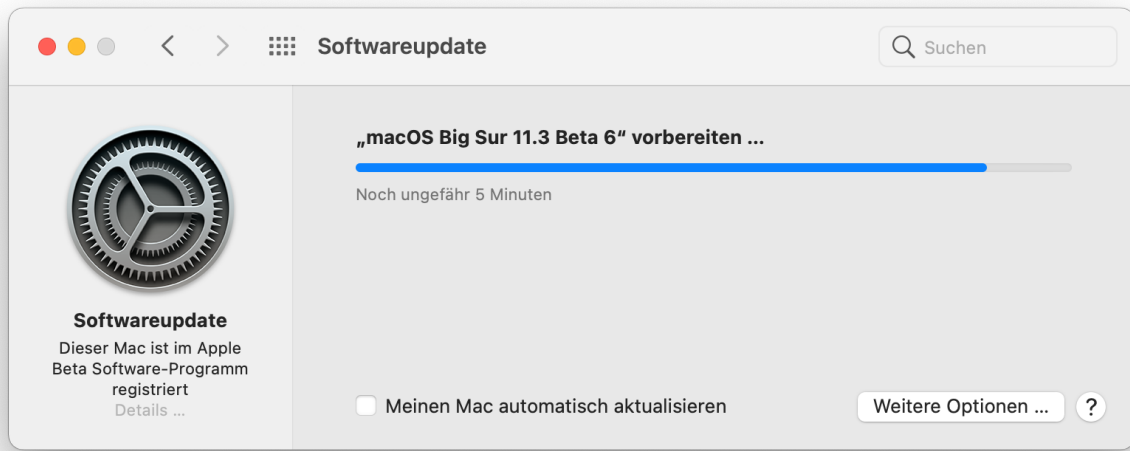 Softwareupdate
Suchen
„macOS Big Sur 11.3 Beta 6“ vorbereiten ...
Noch ungefähr 5 Minuten
Softwareupdate
Dieser Mac ist im Apple
Beta Software-Programm
registriert
Details ...
Meinen Mac automatisch aktualisieren
Weitere Optionen ...
?